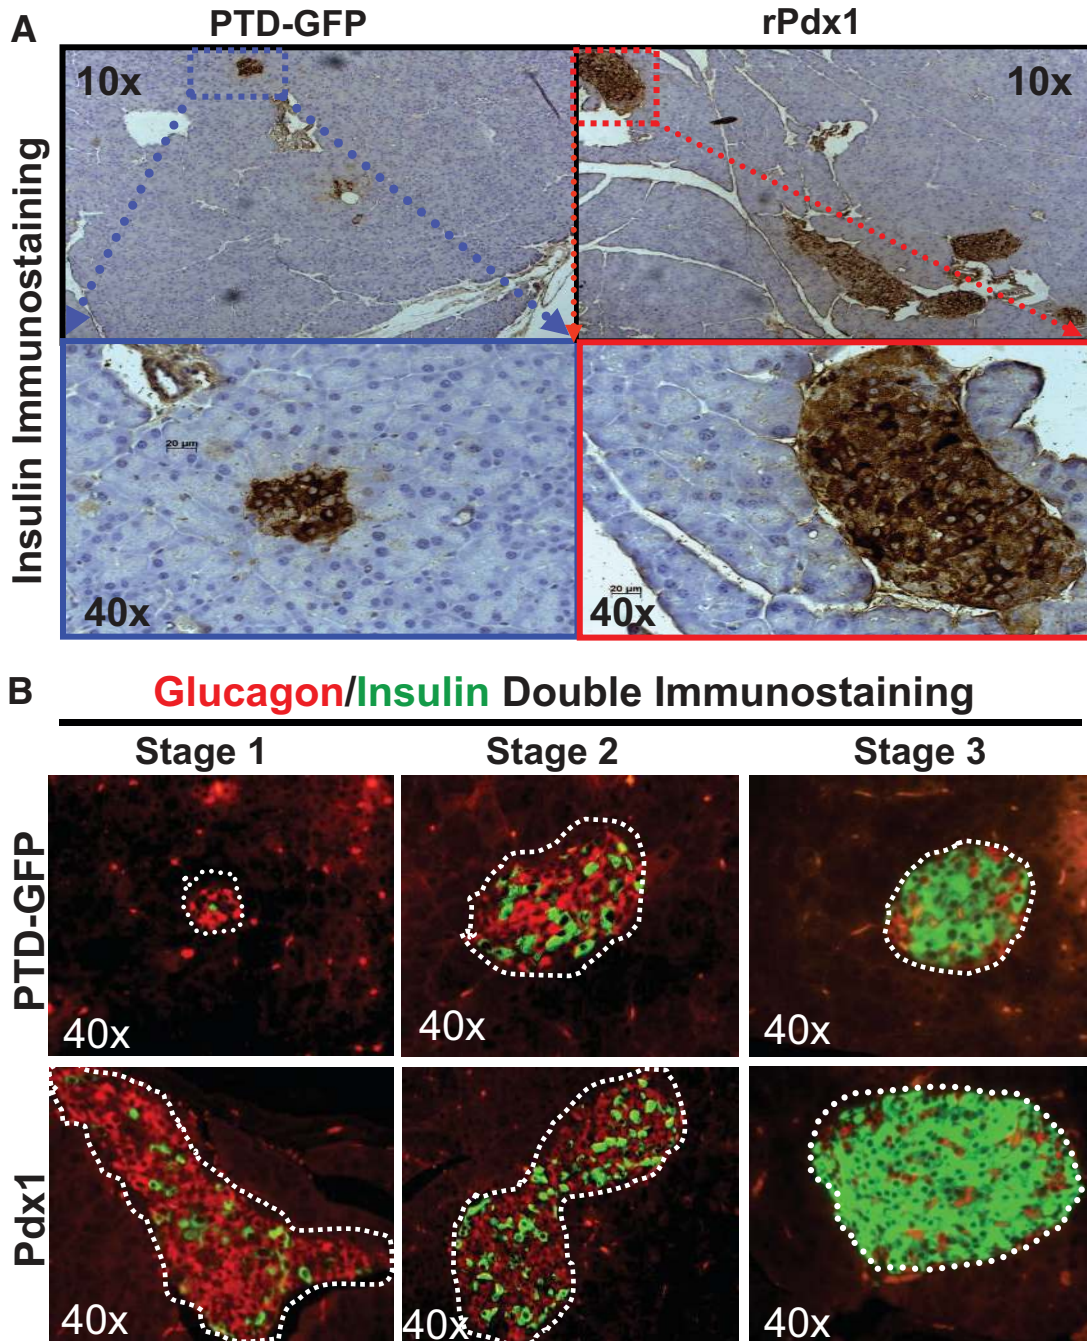 A
PTD-GFP
rPdx1
Insulin Immunostaining
10x
10x
20 µm
40x
20 µm
40x
B
Glucagon/Insulin Double Immunostaining
Stage 1
Stage 2
Stage 3
PTD-GFP
40x
40x
40x
Pdx1
40x
40x
40x